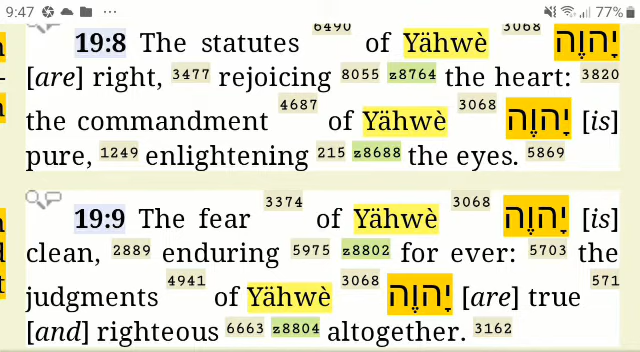 9:47 77%
19:8 The statutes 6490 of Yähwè 3068 יָהוֶה
[are] right, 3477 rejoicing 8055 z8764 the heart: 3820
the commandment 4687 of Yähwè 3068 יָהוֶה [is]
pure, 1249 enlightening 215 z8688 the eyes. 5869
19:9 The fear 3374 of Yähwè 3068 יָהוֶה [is]
clean, 2889 enduring 5975 z8802 for ever: 5703 the
judgments 4941 of Yähwè 3068 יָהוֶה [are] true 571
[and] righteous 6663 z8804 altogether. 3162